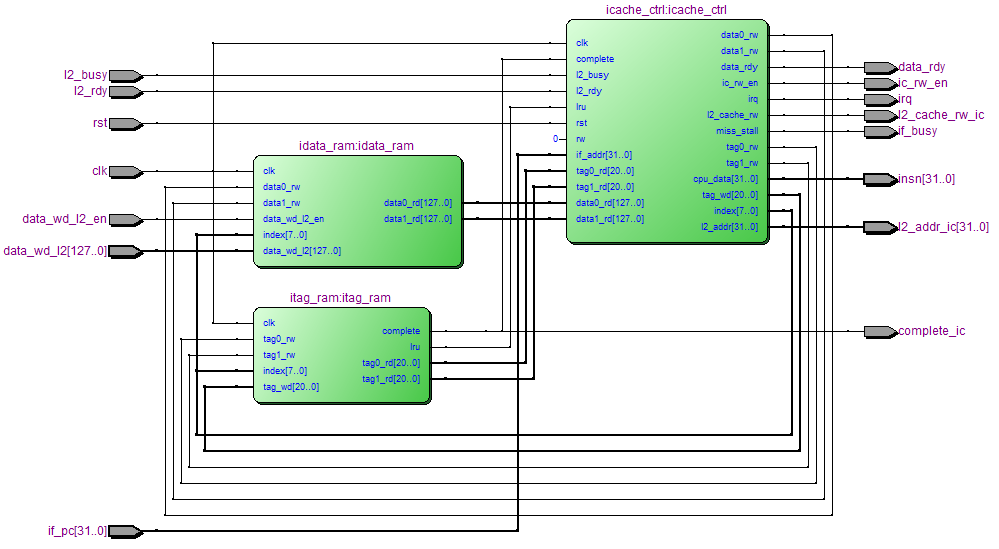 icache_ctrl:icache_ctrl
clk
complete
l2_busy
l2_rdy
lru
rst
0
rw
if_addr[31..0]
tag0_rd[20..0]
tag1_rd[20..0]
data0_rd[127..0]
data1_rd[127..0]
data0_rw
data1_rw
data_rdy
ic_rw_en
irq
l2_cache_rw
miss_stall
tag0_rw
tag1_rw
cpu_data[31..0]
tag_wd[20..0]
index[7..0]
l2_addr[31..0]
l2_busy
l2_rdy
rst
clk
data_wd_l2_en
data_wd_l2[127..0]
if_pc[31..0]
idata_ram:idata_ram
clk
data0_rw
data1_rw
data_wd_l2_en
index[7..0]
data_wd_l2[127..0]
data0_rd[127..0]
data1_rd[127..0]
itag_ram:itag_ram
clk
tag0_rw
tag1_rw
index[7..0]
tag_wd[20..0]
complete
lru
tag0_rd[20..0]
tag1_rd[20..0]
data_rdy
ic_rw_en
irq
l2_cache_rw_ic
if_busy
insn[31..0]
l2_addr_ic[31..0]
complete_ic